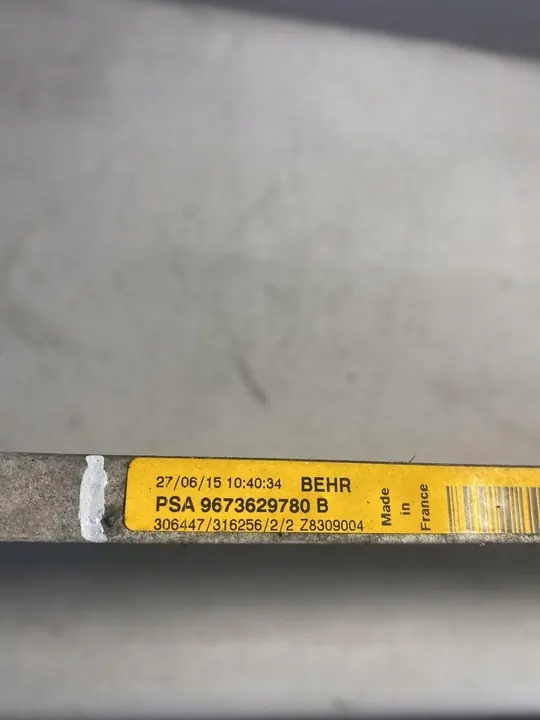 27/06/15 10:40:34 BEHR
PSA 9673629780 B
306447/316256/2/2 Z8309004
Made
in
France